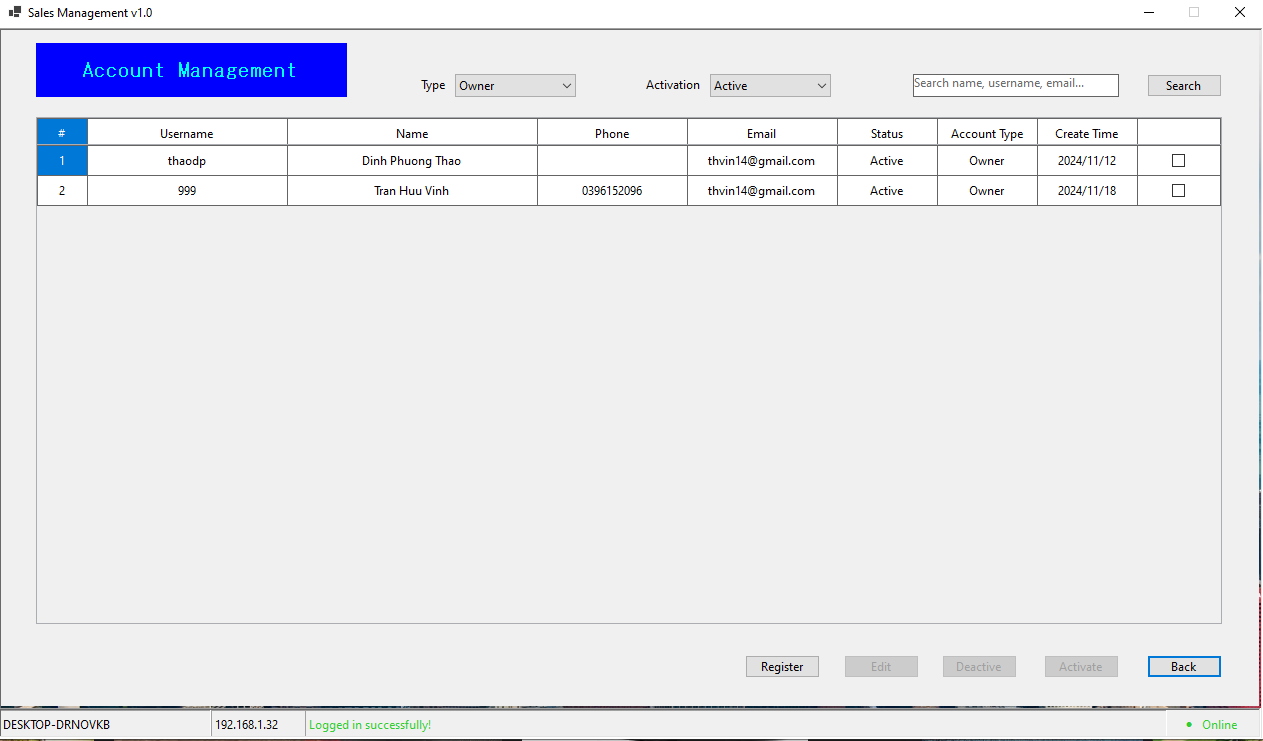 Sales Management v1.0
Account Management
Type Owner Activation Active Search name, username, email... Search
# Username Name Phone Email Status Account Type Create Time
1 thaodp Dinh Phuong Thao thvin14@gmail.com Active Owner 2024/11/12
2 999 Tran Huu Vinh 0396152096 thvin14@gmail.com Active Owner 2024/11/18
Register Edit Deactive Activate Back
DESKTOP-DRNOVKB 192.168.1.32 Logged in successfully! Online